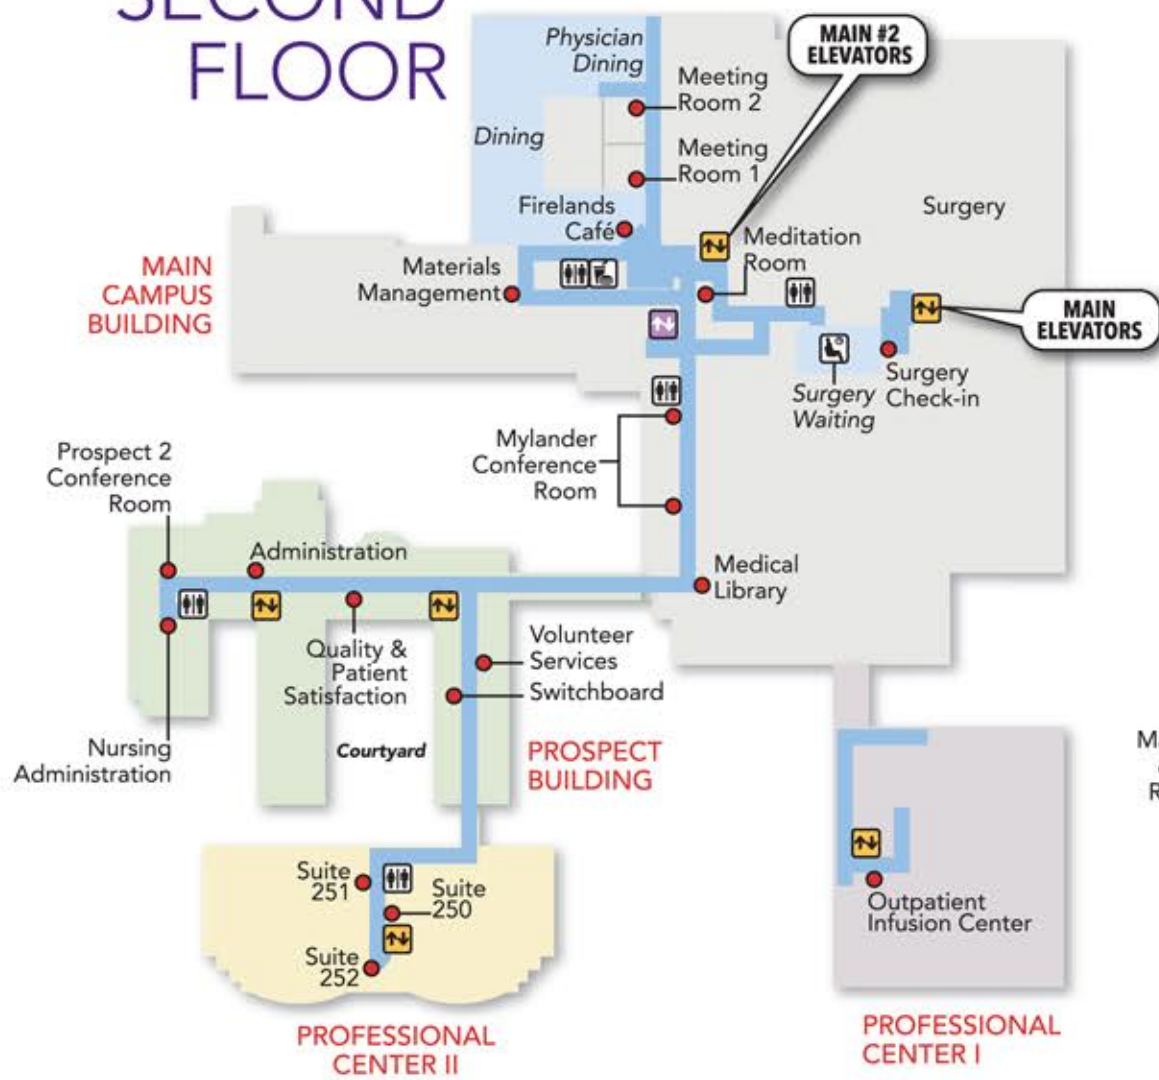 SECOND
FLOOR
Physician
Dining
MAIN #2
ELEVATORS
Meeting
Room 2
Dining
Meeting
Room 1
Firelands
Café
Surgery
Meditation
Room
MAIN
CAMPUS
BUILDING
Materials
Management
MAIN
ELEVATORS
Surgery
Check-in
Surgery
Waiting
Mylander
Conference
Room
Prospect 2
Conference
Room
Administration
Medical
Library
Quality &
Patient
Satisfaction
Volunteer
Services
Switchboard
Nursing
Administration
Courtyard
PROSPECT
BUILDING
Suite
251
Suite
250
Suite
252
Outpatient
Infusion Center
PROFESSIONAL
CENTER II
PROFESSIONAL
CENTER I